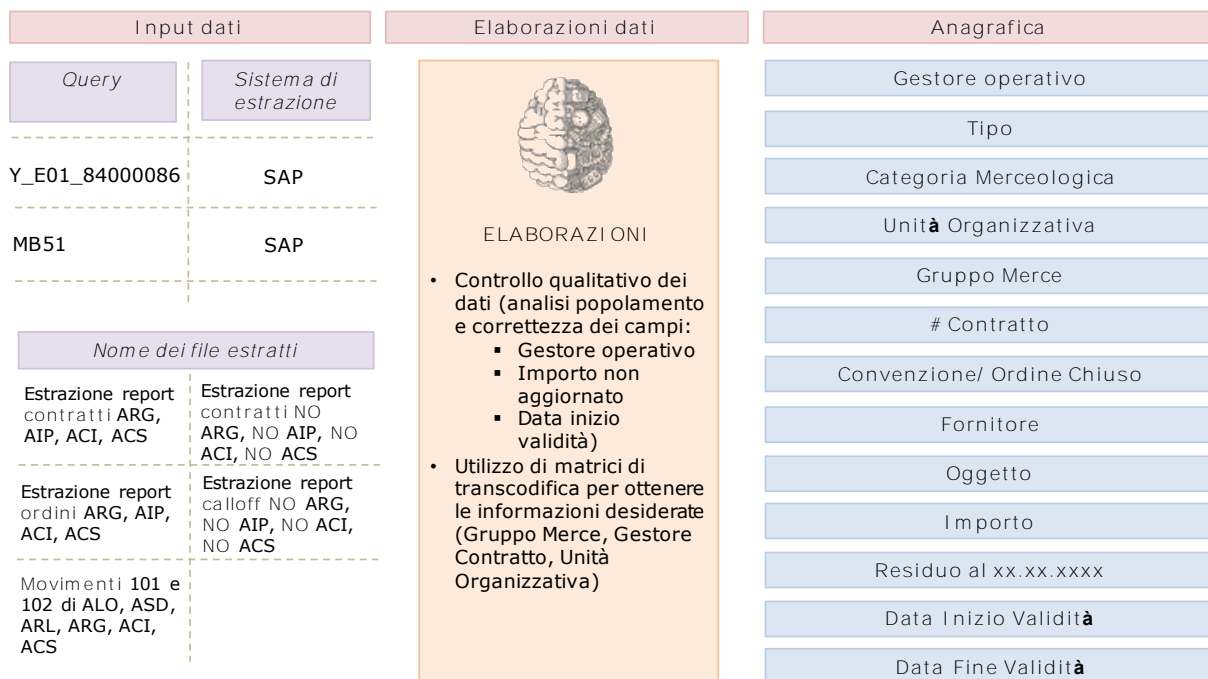 Input dati
Elaborazioni dati
Anagrafica
Query
Sistema di
estrazione
Y_E01_84000086
SAP
MB51
SAP
Nome dei file estratti
Estrazione report
contratti ARG,
AIP, ACI, ACS
Estrazione report
contratti NO
ARG, NO AIP, NO
ACI, NO ACS
Estrazione report
ordini ARG, AIP,
ACI, ACS
Estrazione report
calloff NO ARG,
NO AIP, NO ACI,
NO ACS
Movimenti 101 e
102 di ALO, ASD,
ARL, ARG, ACI,
ACS
ELABORAZIONI
• Controllo qualitativo dei
dati (analisi popolamento
e correttezza dei campi:
▪ Gestore operativo
▪ Importo non
aggiornato
▪ Data inizio
validità)
• Utilizzo di matrici di
transcodifica per ottenere
le informazioni desiderate
(Gruppo Merce, Gestore
Contratto, Unità
Organizzativa)
Gestore operativo
Tipo
Categoria Merceologica
Unità Organizzativa
Gruppo Merce
# Contratto
Convenzione/ Ordine Chiuso
Fornitore
Oggetto
Importo
Residuo al xx.xx.xxxx
Data Inizio Validità
Data Fine Validità